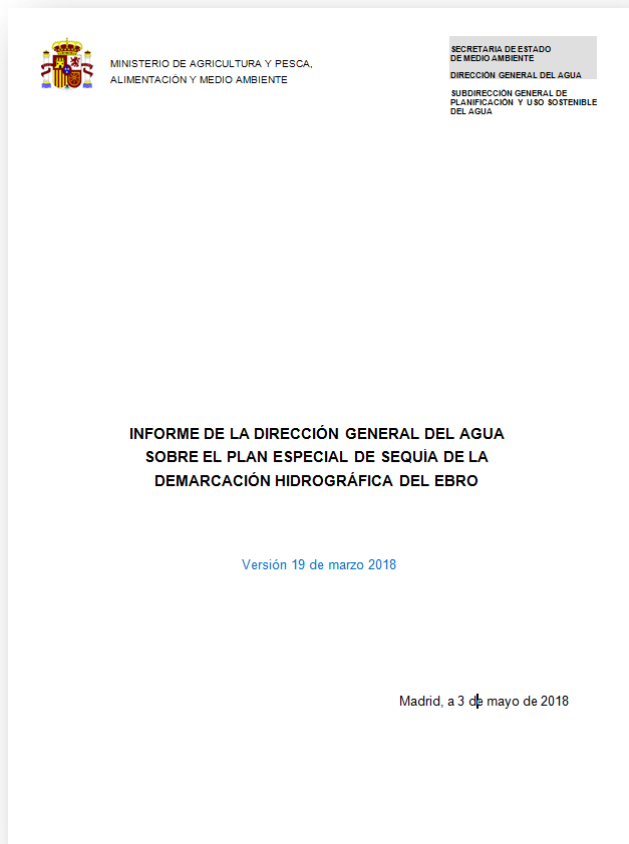 MINISTERIO DE AGRICULTURA Y PESCA,
ALIMENTACIÓN Y MEDIO AMBIENTE
SECRETARIA DE ESTADO
DE MEDIO AMBIENTE
DIRECCIÓN GENERAL DEL AGUA
SUBDIRECCIÓN GENERAL DE
PLANIFICACIÓN Y USO SOSTENIBLE
DEL AGUA
INFORME DE LA DIRECCIÓN GENERAL DEL AGUA
SOBRE EL PLAN ESPECIAL DE SEQUÍA DE LA
DEMARCACIÓN HIDROGRÁFICA DEL EBRO
Versión 19 de marzo 2018
Madrid, a 3 de mayo de 2018